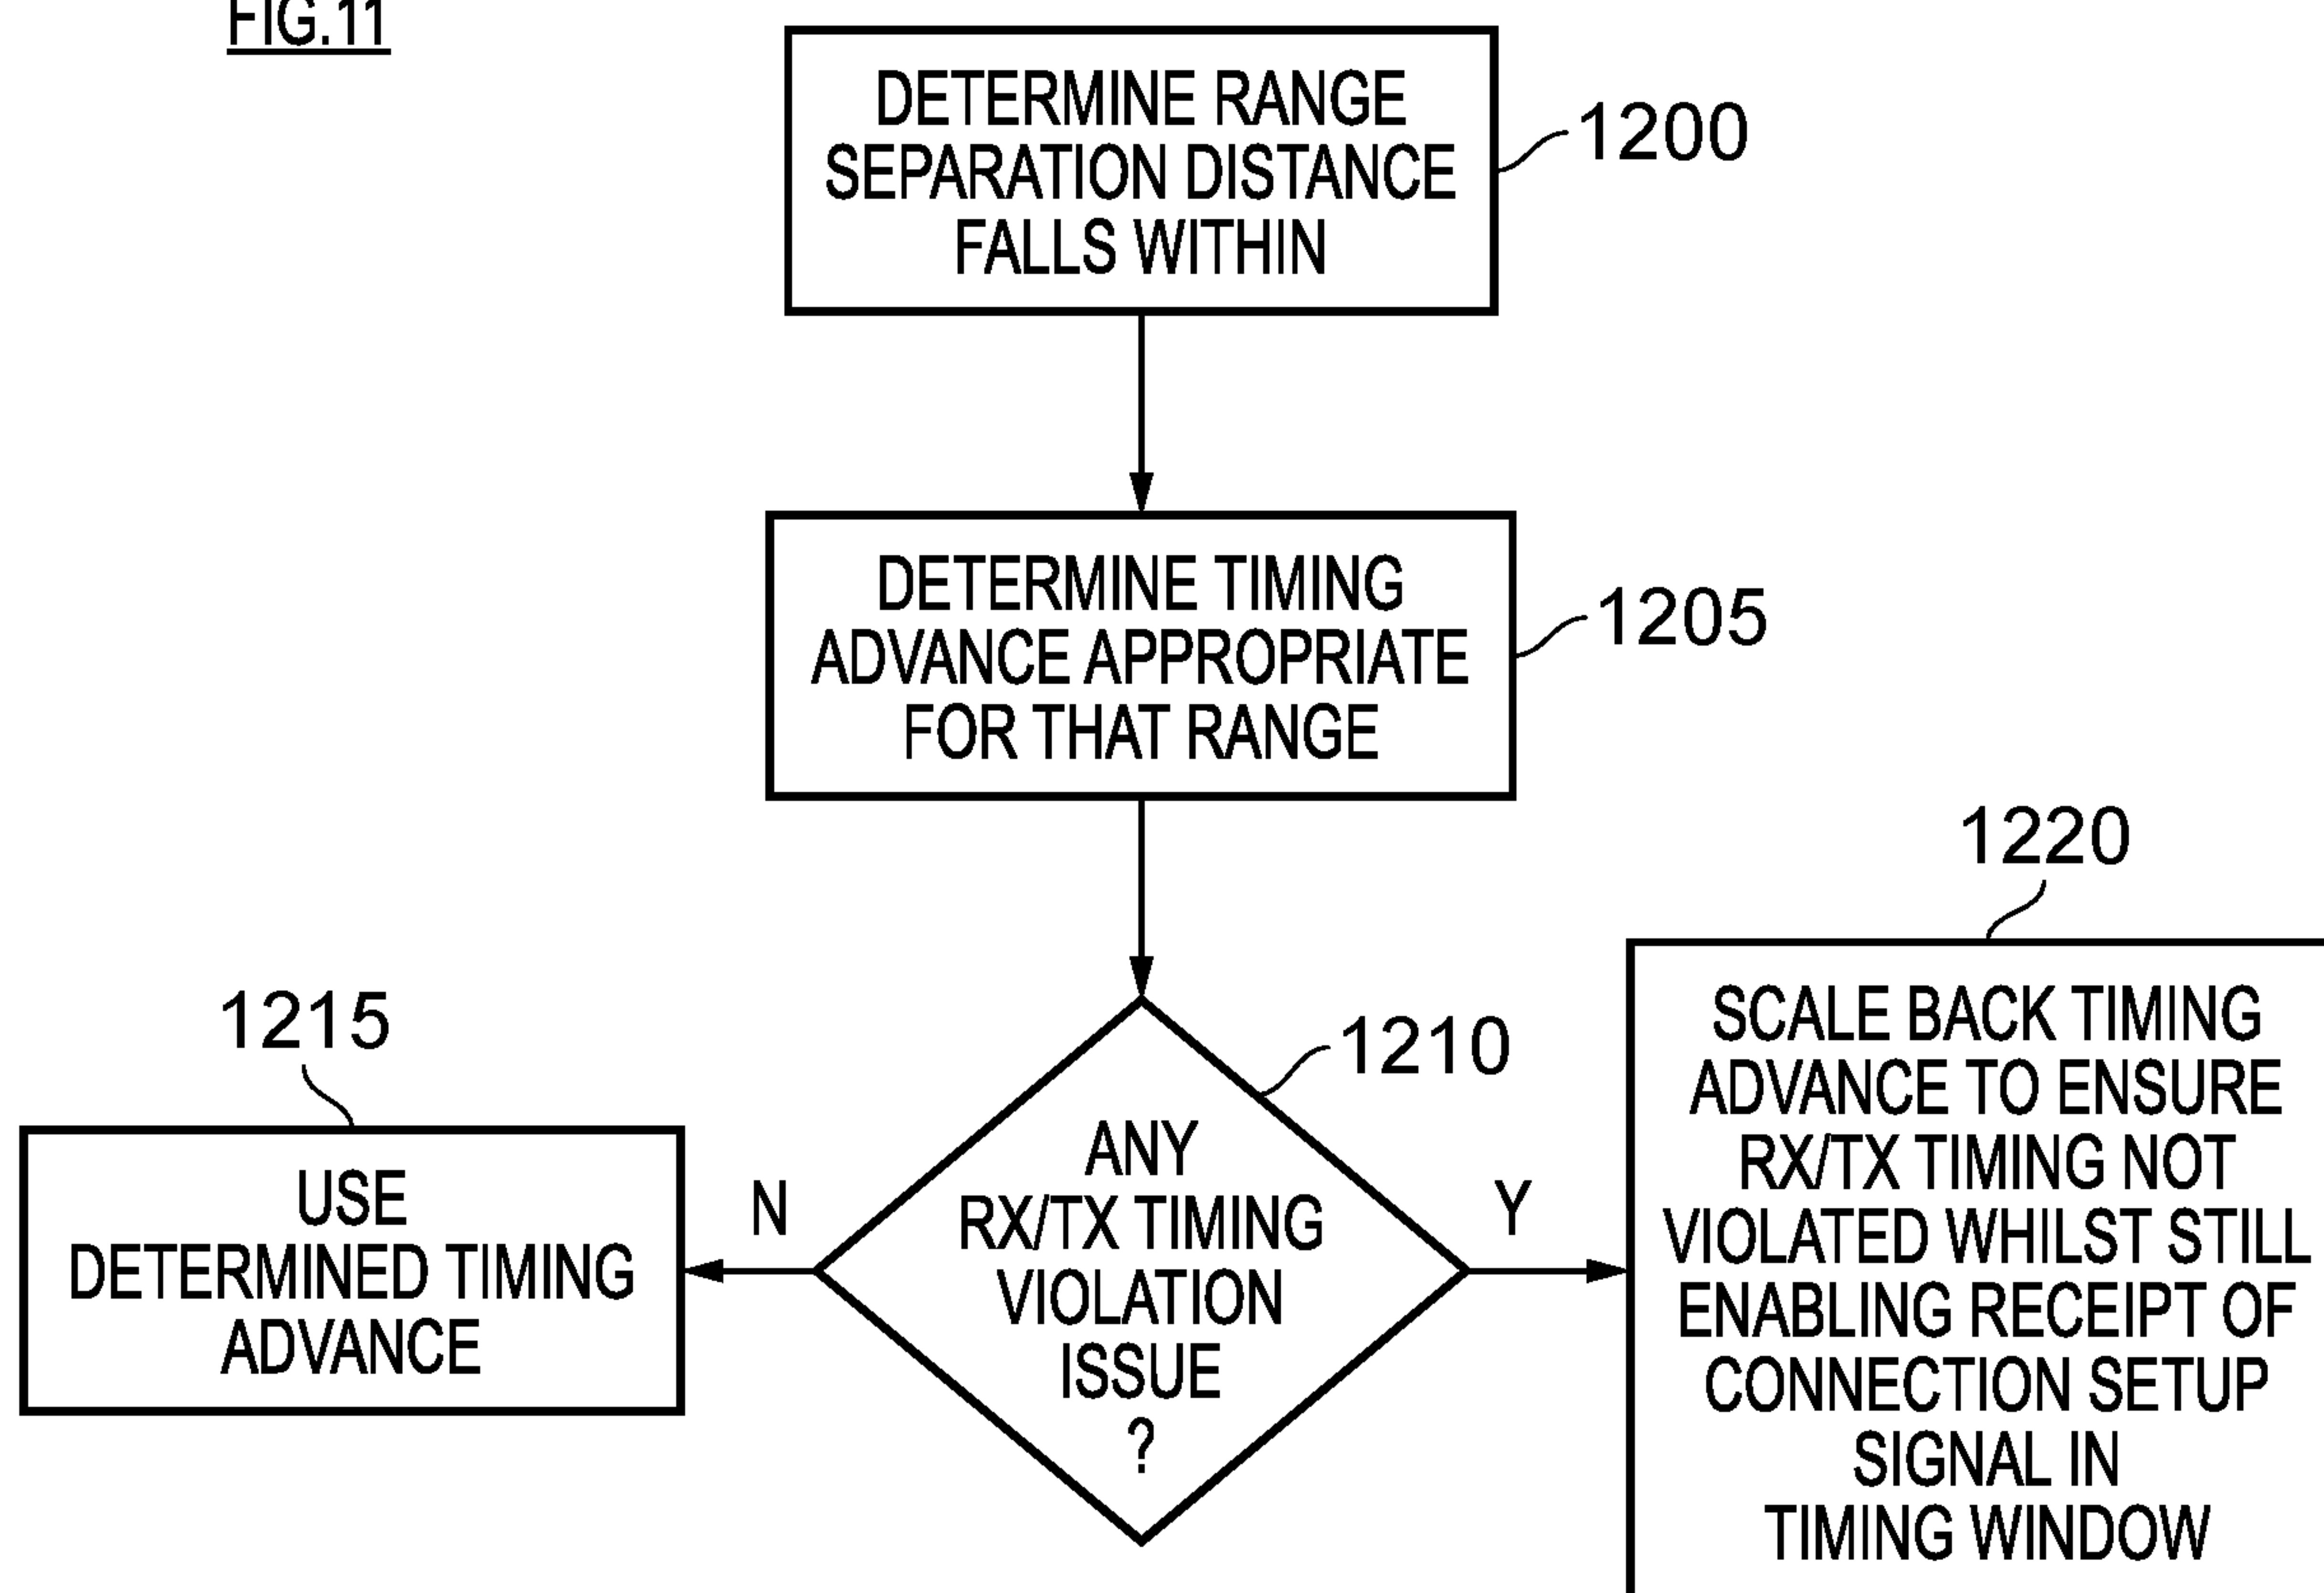 FIG.11
DETERMINE RANGE
SEPARATION DISTANCE
FALLS WITHIN
1200
DETERMINE TIMING
ADVANCE APPROPRIATE
FOR THAT RANGE
1205
ANY
RX/TX TIMING
VIOLATION
ISSUE
?
1210
N
Y
1215
USE
DETERMINED TIMING
ADVANCE
1220
SCALE BACK TIMING
ADVANCE TO ENSURE
RX/TX TIMING NOT
VIOLATED WHILST STILL
ENABLING RECEIPT OF
CONNECTION SETUP
SIGNAL IN
TIMING WINDOW